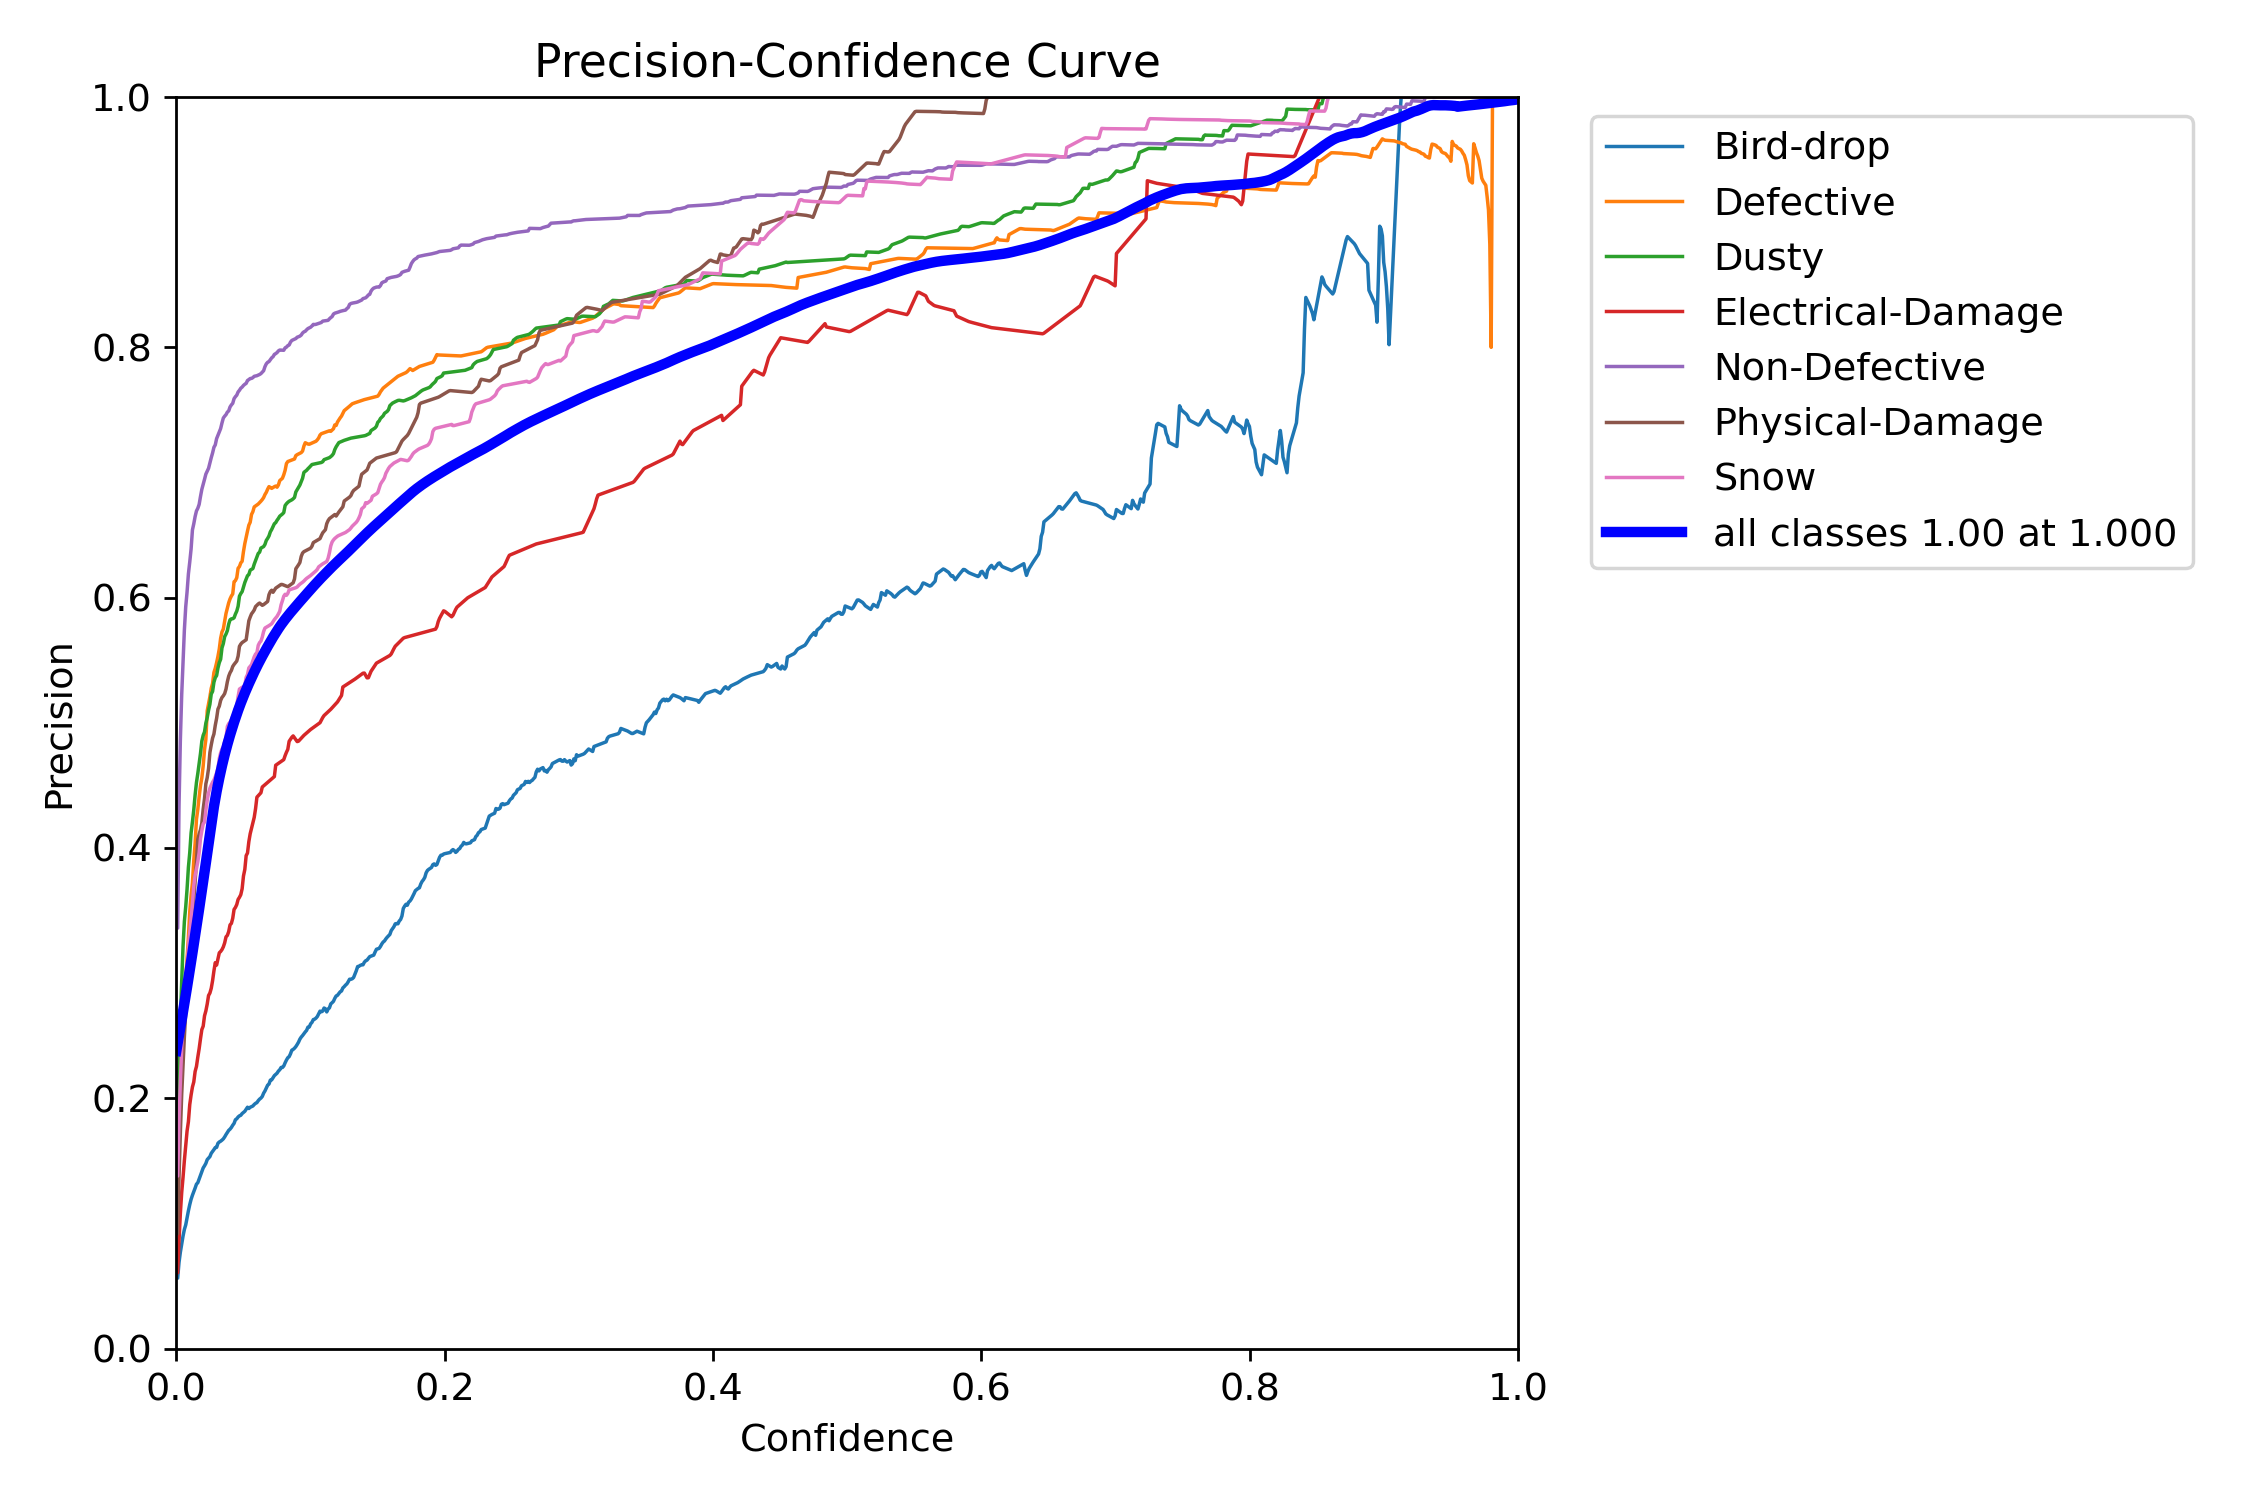 Precision-Confidence Curve
1.0
0.8
0.6
0.4
0.2
0.0
Precision
0.0 0.2 0.4 0.6 0.8 1.0
Confidence
Bird-drop
Defective
Dusty
Electrical-Damage
Non-Defective
Physical-Damage
Snow
all classes 1.00 at 1.000